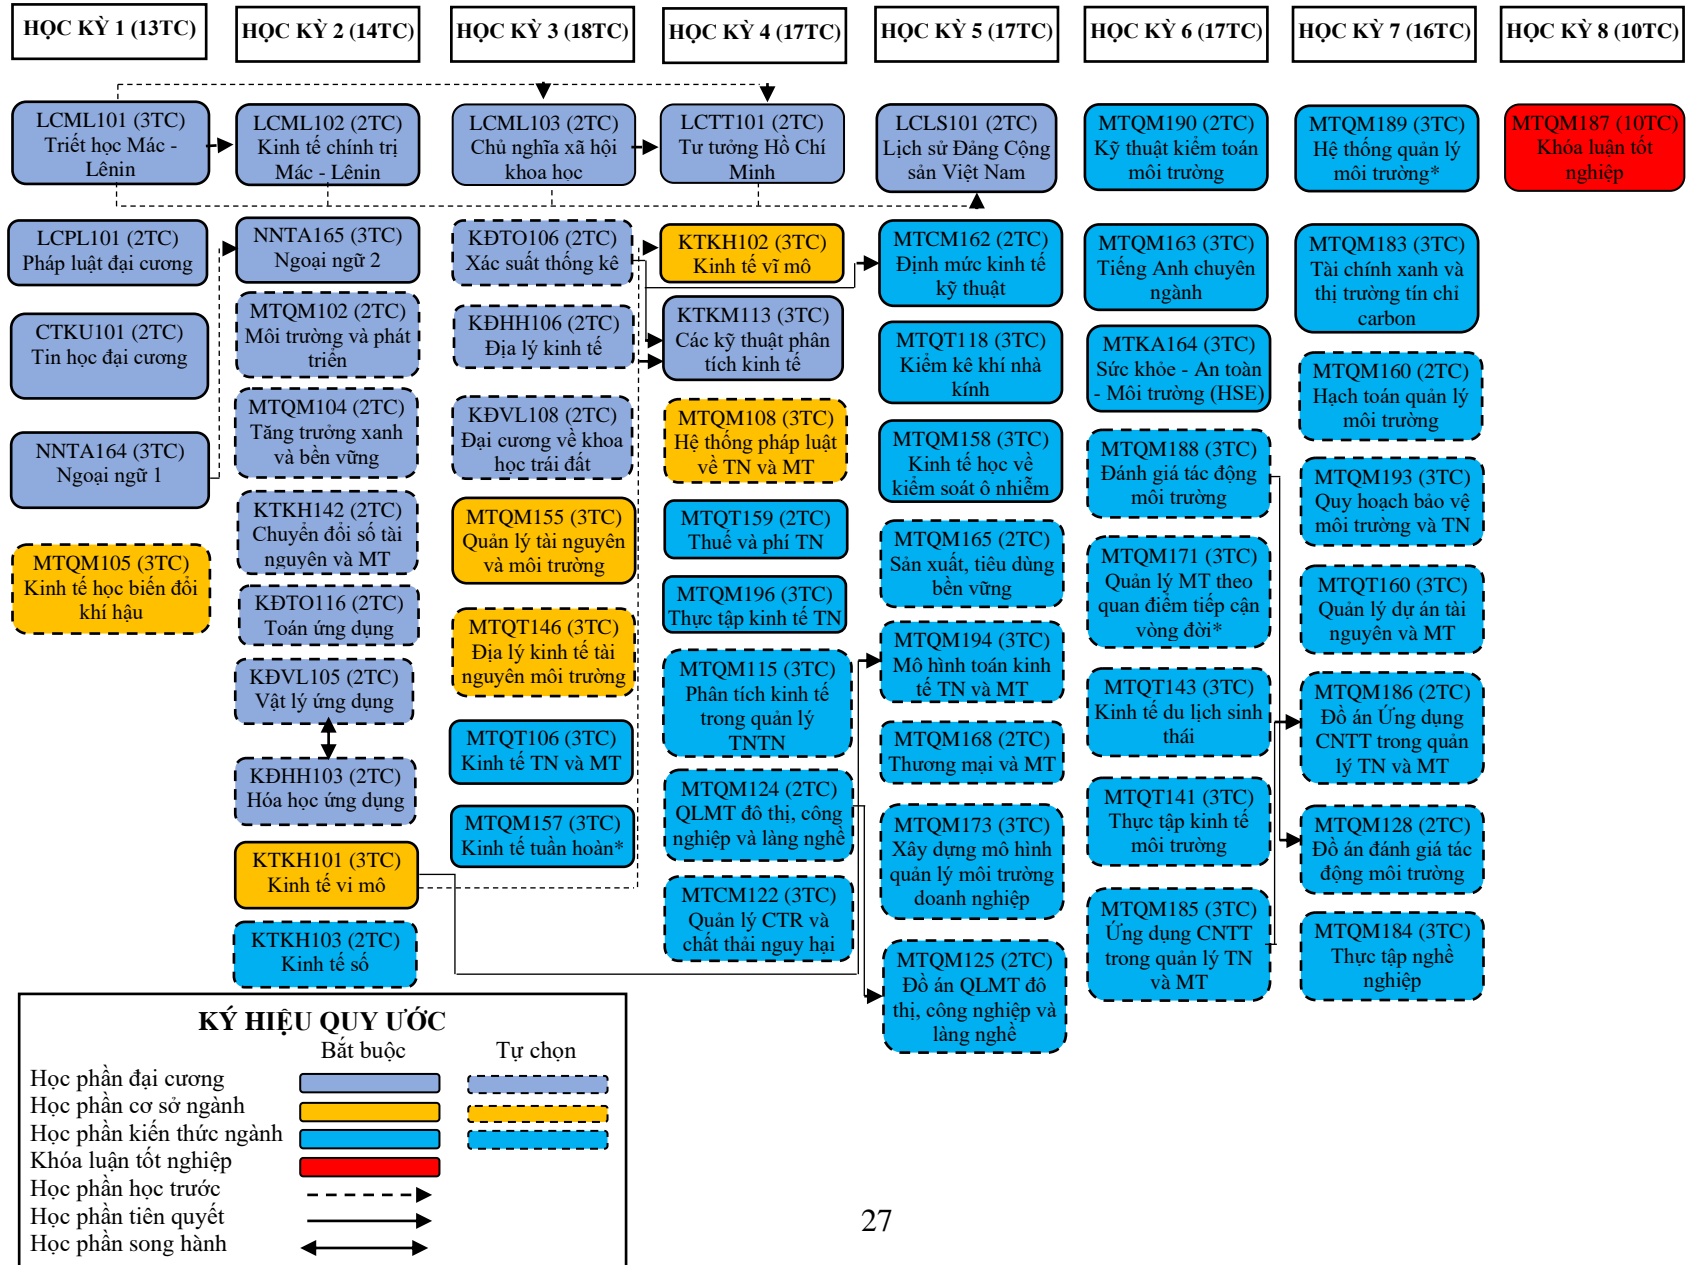 HỌC KỲ 1 (13TC)
LCML101 (3TC)
Triết học Mác -
Lênin
LCPL101 (2TC)
Pháp luật đại cương
CTKU101 (2TC)
Tin học đại cương
NNTA164 (3TC)
Ngoại ngữ 1
MTQM105 (3TC)
Kinh tế học biến đổi
khí hậu
HỌC KỲ 2 (14TC)
LCML102 (2TC)
Kinh tế chính trị
Mác - Lênin
NNTA165 (3TC)
Ngoại ngữ 2
MTQM102 (2TC)
Môi trường và phát
triển
MTQM104 (2TC)
Tăng trưởng xanh
và bền vững
KTKH142 (2TC)
Chuyển đổi số tài
nguyên và MT
KĐTO116 (2TC)
Toán ứng dụng
KĐVL105 (2TC)
Vật lý ứng dụng
KĐHH103 (2TC)
Hóa học ứng dụng
KTKH101 (3TC)
Kinh tế vi mô
KTKH103 (2TC)
Kinh tế số
HỌC KỲ 3 (18TC)
LCML103 (2TC)
Chủ nghĩa xã hội
khoa học
KĐTO106 (2TC)
Xác suất thống kê
KĐHH106 (2TC)
Địa lý kinh tế
KĐVL108 (2TC)
Đại cương về khoa
học trái đất
MTQM155 (3TC)
Quản lý tài nguyên
và môi trường
MTQT146 (3TC)
Địa lý kinh tế tài
nguyên môi trường
MTQT106 (3TC)
Kinh tế TN và MT
MTQM157 (3TC)
Kinh tế tuần hoàn*
HỌC KỲ 4 (17TC)
LCTT101 (2TC)
Tư tưởng Hồ Chí
Minh
KTKH102 (3TC)
Kinh tế vĩ mô
KTKM113 (3TC)
Các kỹ thuật phân
tích kinh tế
MTQM108 (3TC)
Hệ thống pháp luật
về TN và MT
MTQT159 (2TC)
Thuế và phí TN
MTQM196 (3TC)
Thực tập kinh tế TN
MTQM115 (3TC)
Phân tích kinh tế
trong quản lý
TNTN
MTQM124 (2TC)
QLMT đô thị, công
nghiệp và làng nghề
MTCM122 (3TC)
Quản lý CTR và
chất thải nguy hại
HỌC KỲ 5 (17TC)
LCLS101 (2TC)
Lịch sử Đảng Cộng
sản Việt Nam
MTCM162 (2TC)
Định mức kinh tế
kỹ thuật
MTQT118 (3TC)
Kiểm kê khí nhà
kính
MTQM158 (3TC)
Kinh tế học về
kiểm soát ô nhiễm
MTQM165 (2TC)
Sản xuất, tiêu dùng
bền vững
MTQM194 (3TC)
Mô hình toán kinh
tế TN và MT
MTQM168 (2TC)
Thương mại và MT
MTQM173 (3TC)
Xây dựng mô hình
quản lý môi trường
doanh nghiệp
MTQM125 (2TC)
Đồ án QLMT đô
thị, công nghiệp và
làng nghề
HỌC KỲ 6 (17TC)
MTQM190 (2TC)
Kỹ thuật kiểm toán
môi trường
MTQM163 (3TC)
Tiếng Anh chuyên
ngành
MTKA164 (3TC)
Sức khỏe - An toàn
- Môi trường (HSE)
MTQM188 (3TC)
Đánh giá tác động
môi trường
MTQM171 (3TC)
Quản lý MT theo
quan điểm tiếp cận
vòng đời*
MTQT143 (3TC)
Kinh tế du lịch sinh
thái
MTQT141 (3TC)
Thực tập kinh tế
môi trường
MTQM185 (3TC)
Ứng dụng CNTT
trong quản lý TN
và MT
HỌC KỲ 7 (16TC)
MTQM189 (3TC)
Hệ thống quản lý
môi trường*
MTQM183 (3TC)
Tài chính xanh và
thị trường tín chỉ
carbon
MTQM160 (2TC)
Hạch toán quản lý
môi trường
MTQM193 (3TC)
Quy hoạch bảo vệ
môi trường và TN
MTQT160 (3TC)
Quản lý dự án tài
nguyên và MT
MTQM186 (2TC)
Đồ án Ứng dụng
CNTT trong quản
lý TN và MT
MTQM128 (2TC)
Đồ án đánh giá tác
động môi trường
MTQM184 (3TC)
Thực tập nghề
nghiệp
HỌC KỲ 8 (10TC)
MTQM187 (10TC)
Khóa luận tốt
nghiệp
KÝ HIỆU QUY ƯỚC
Bắt buộc Tự chọn
Học phần đại cương
Học phần cơ sở ngành
Học phần kiến thức ngành
Khóa luận tốt nghiệp
Học phần học trước
Học phần tiên quyết
Học phần song hành
27